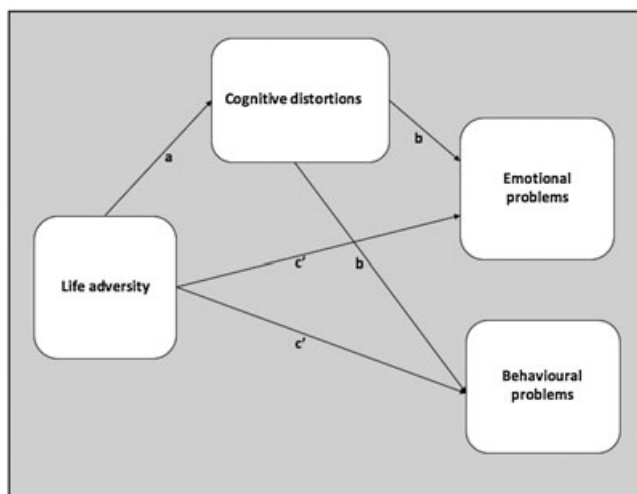 Cognitive distortions
a
b
Emotional
problems
Life adversity
c'
b
c'
Behavioural
problems